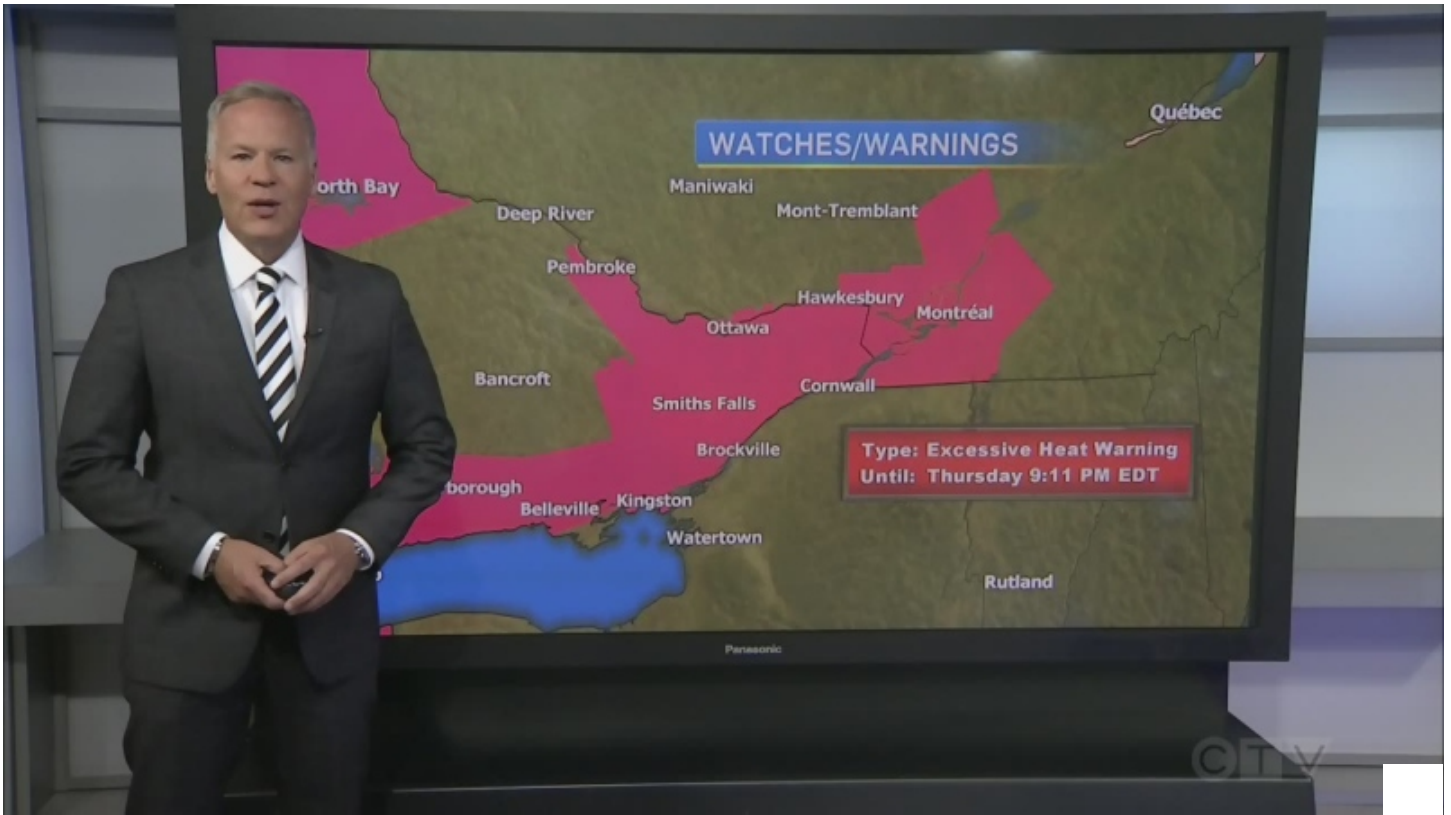 Québec
WATCHES/WARNINGS
Maniwaki
orth Bay
Mont-Tremblant
Deep River
Pembroke
Hawkesbury
Montréal
Ottawa
Bancroft
Cornwall
Smiths Falls
Brockville
Type: Excessive Heat Warning
Until: Thursday 9:11 PM EDT
borough
Kingston
Belleville
Watertown
Rutland
Panasonic
CTV